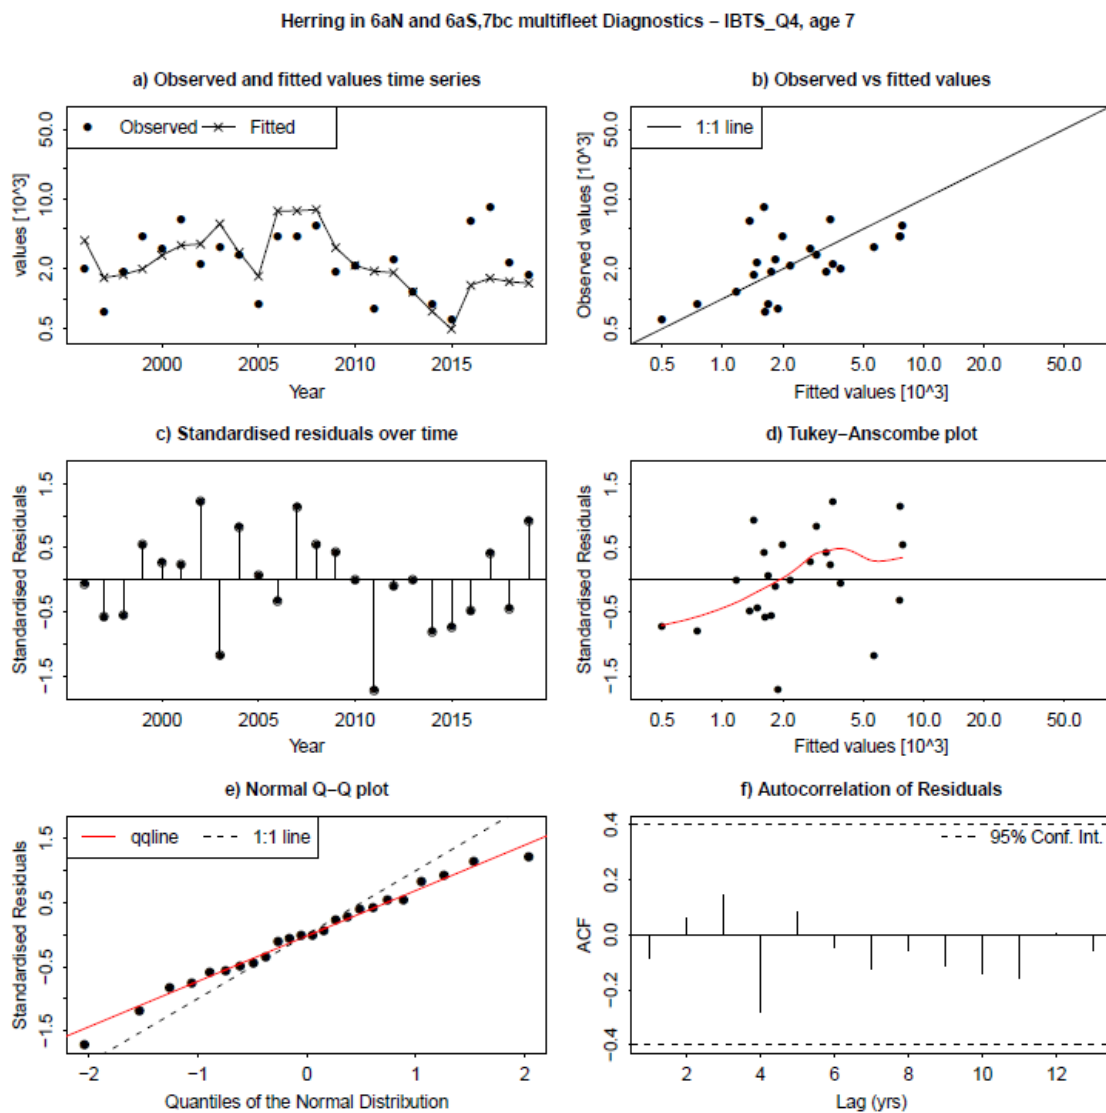 Herring in 6aN and 6aS,7bc multifleet Diagnostics – IBTS_Q4, age 7
a) Observed and fitted values time series
values [10^3]
50.0
10.0
2.0
0.5
Observed
Fitted
2000 2005 2010 2015
Year
b) Observed vs fitted values
Observed values [10^3]
50.0
10.0
2.0
0.5
1:1 line
0.5 1.0 2.0 5.0 10.0 20.0 50.0
Fitted values [10^3]
c) Standardised residuals over time
Standardised Residuals
1.5
0.5
−0.5
−1.5
2000 2005 2010 2015
Year
d) Tukey−Anscombe plot
Standardised Residuals
1.5
0.5
−0.5
−1.5
0.5 1.0 2.0 5.0 10.0 20.0 50.0
Fitted values [10^3]
e) Normal Q−Q plot
Standardised Residuals
1.5
0.5
−0.5
−1.5
qqline
1:1 line
−2 −1 0 1 2
Quantiles of the Normal Distribution
f) Autocorrelation of Residuals
ACF
0.4
0.2
0.0
−0.2
−0.4
95% Conf. Int.
2 4 6 8 10 12
Lag (yrs)